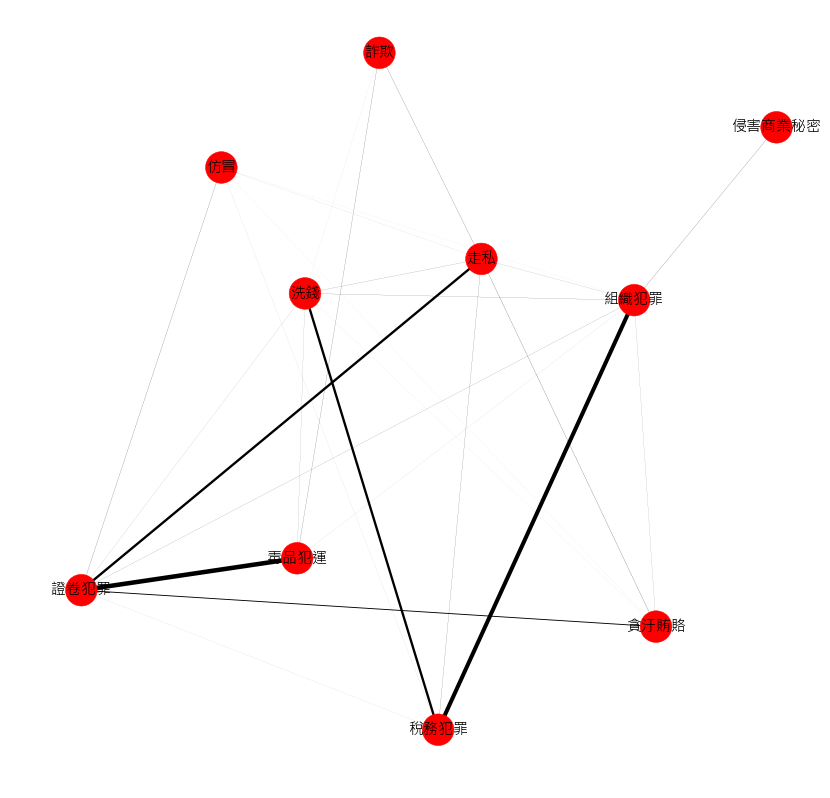 詐欺
侵害商業秘密
仿冒
走私
洗錢
組織犯罪
毒品犯運
證卷犯罪
貪汙賄賂
稅務犯罪